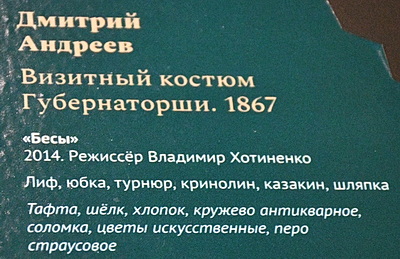 Дмитрий
Андреев
Визитный костюм
Губернаторши. 1867
«Бесы»
2014. Режиссёр Владимир Хотиненко
Лиф, юбка, турнюр, кринолин, казакин, шляпка
Тафта, шёлк, хлопок, кружево антикварное,
соломка, цветы искусственные, перо
страусовое